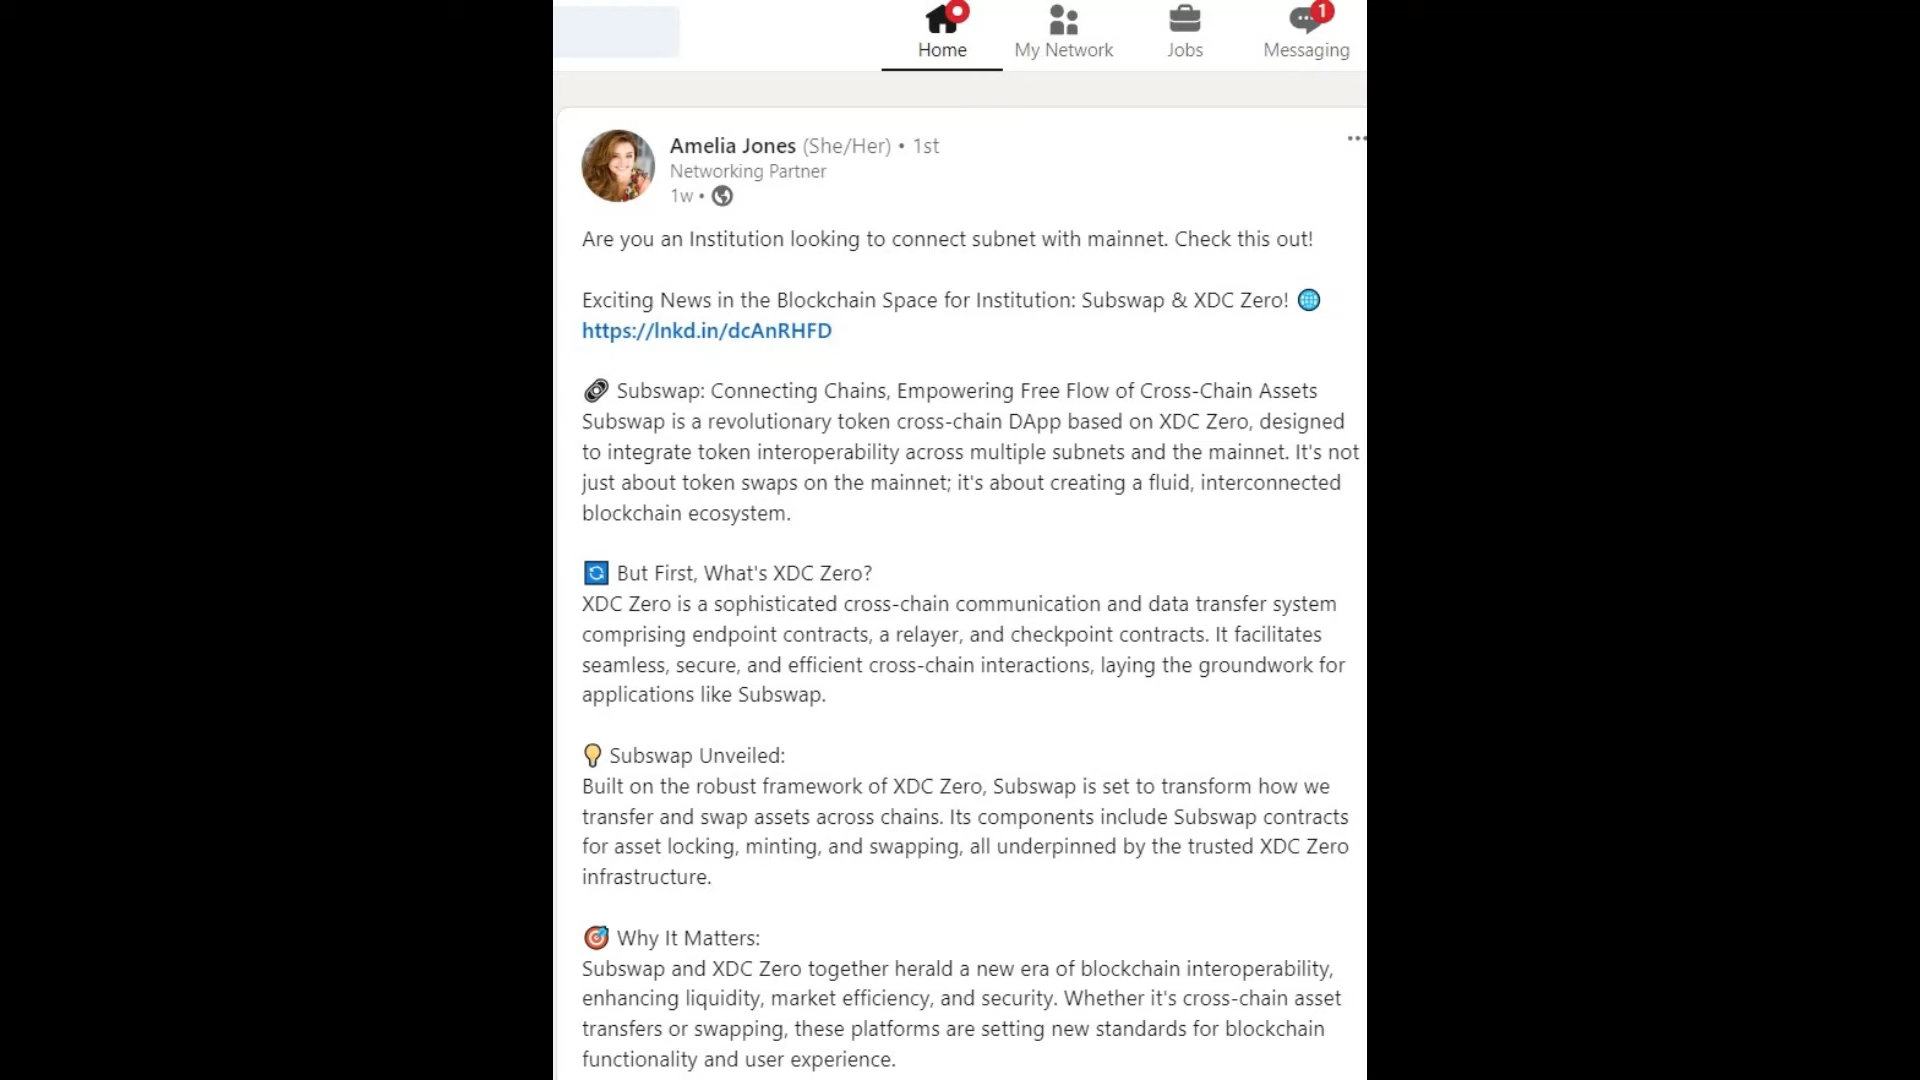 Home
My Network
Jobs
1
Messaging
Amelia Jones (She/Her) • 1st
Networking Partner
1w •
Are you an Institution looking to connect subnet with mainnet. Check this out!
Exciting News in the Blockchain Space for Institution: Subswap & XDC Zero!
https://lnkd.in/dcAnRHFD
Subswap: Connecting Chains, Empowering Free Flow of Cross-Chain Assets
Subswap is a revolutionary token cross-chain DApp based on XDC Zero, designed
to integrate token interoperability across multiple subnets and the mainnet. It's not
just about token swaps on the mainnet; it's about creating a fluid, interconnected
blockchain ecosystem.
But First, What's XDC Zero?
XDC Zero is a sophisticated cross-chain communication and data transfer system
comprising endpoint contracts, a relayer, and checkpoint contracts. It facilitates
seamless, secure, and efficient cross-chain interactions, laying the groundwork for
applications like Subswap.
Subswap Unveiled:
Built on the robust framework of XDC Zero, Subswap is set to transform how we
transfer and swap assets across chains. Its components include Subswap contracts
for asset locking, minting, and swapping, all underpinned by the trusted XDC Zero
infrastructure.
Why It Matters:
Subswap and XDC Zero together herald a new era of blockchain interoperability,
enhancing liquidity, market efficiency, and security. Whether it's cross-chain asset
transfers or swapping, these platforms are setting new standards for blockchain
functionality and user experience.